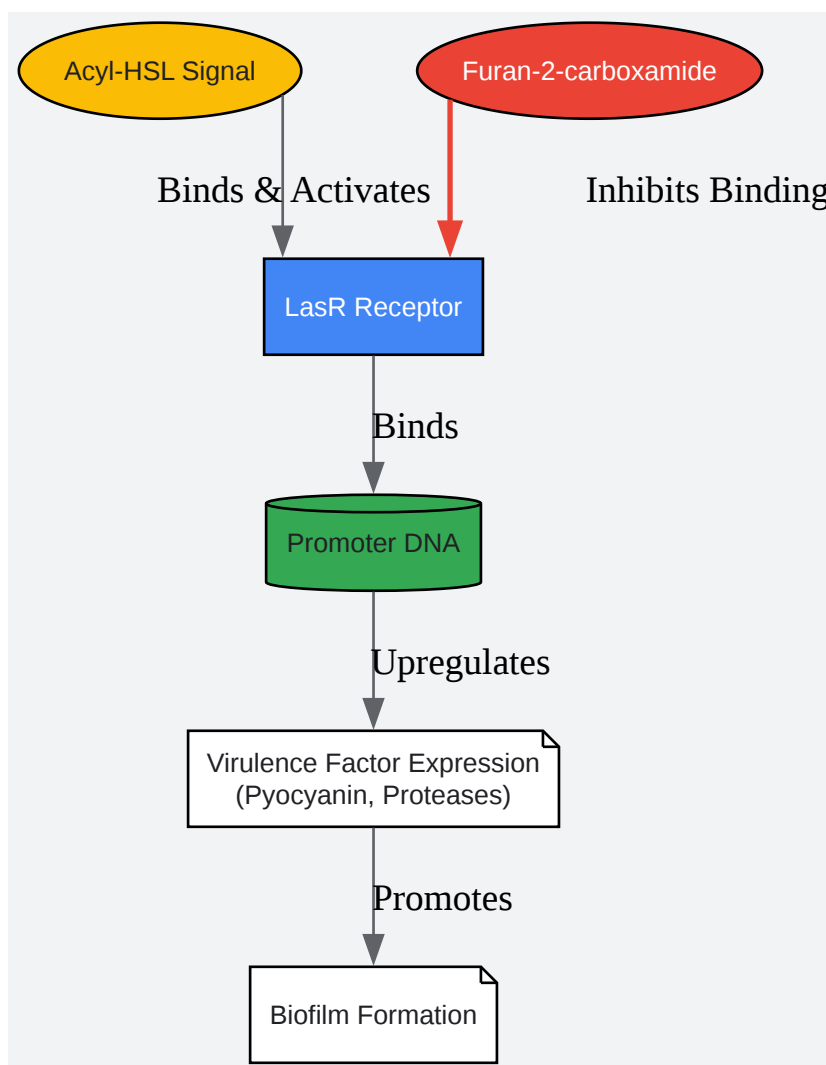 Acyl-HSL Signal
Furan-2-carboxamide
Binds & Activates
Inhibits Binding
LasR Receptor
Binds
Promoter DNA
Upregulates
Virulence Factor Expression
(Pyocyanin, Proteases)
Promotes
Biofilm Formation